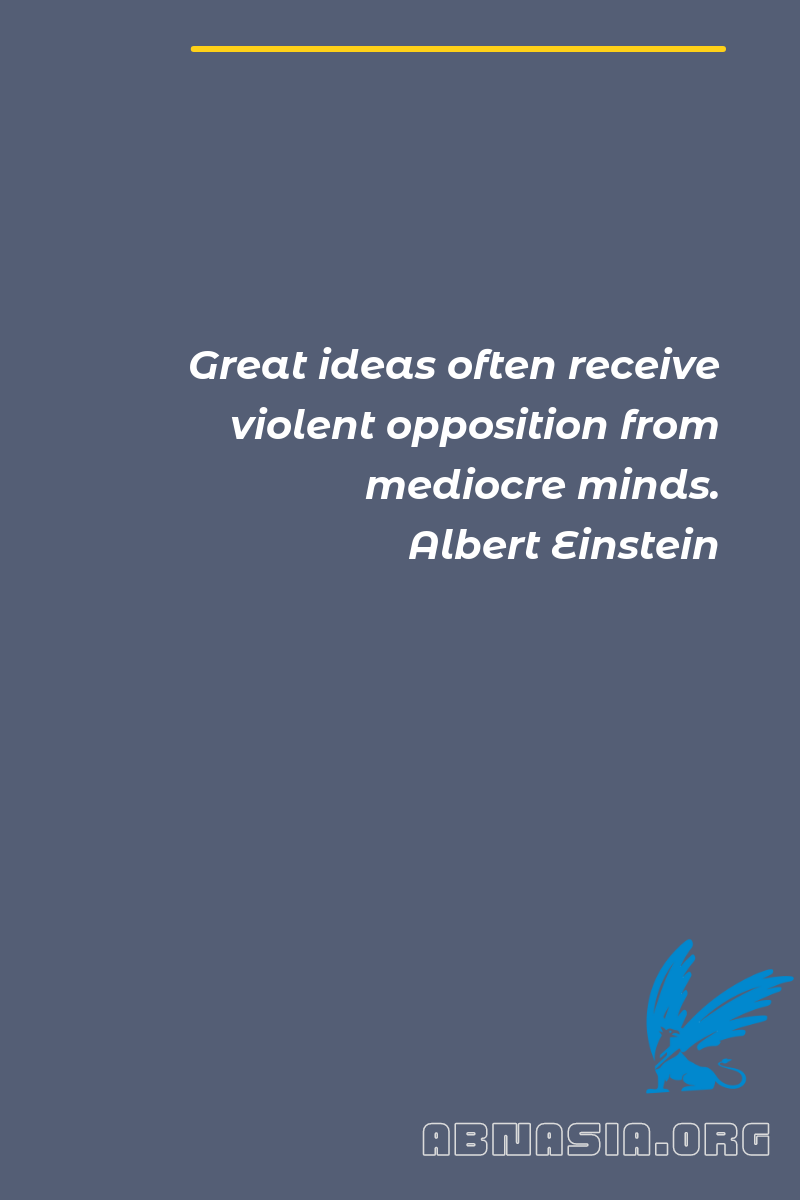 Great ideas often receive
violent opposition from
mediocre minds.
Albert Einstein
ABNASIA.ORG